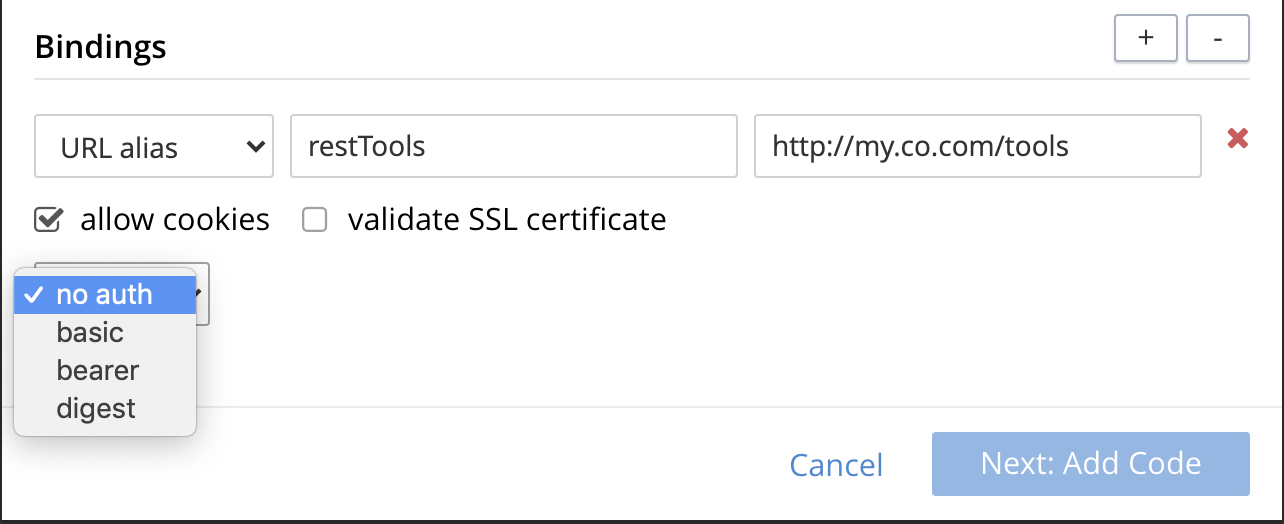 Bindings + -
URL alias restTools http://my.co.com/tools
allow cookies validate SSL certificate
no auth
basic
bearer
digest
Cancel Next: Add Code